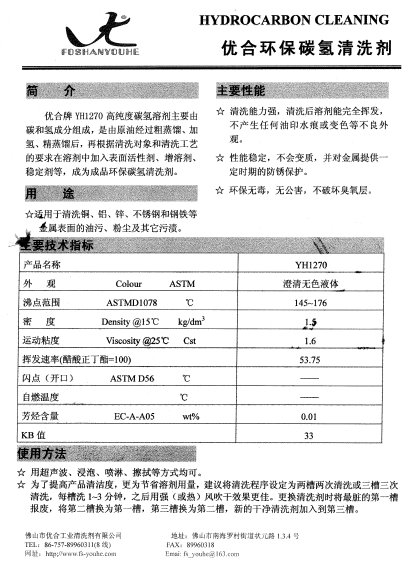 HYDROCARBON CLEANING
FOSHANYOUHE
优合环保碳氢清洗剂
简 介
优合牌 YH1270 高纯度碳氢溶剂主要由
碳和氢成分组成，是由原油经过粗蒸馏、加
氢、精蒸馏后，再根据清洗对象和清洗工艺
的要求在溶剂中加入表面活性剂、增溶剂、
稳定剂等，成为成品环保碳氢清洗剂。
用 途
☆适用于清洗铜、铝、锌、不锈钢和钢铁等
金属表面的油污、粉尘及其它污渍。
主要性能
☆ 清洗能力强，清洗后溶剂能完全挥发，
不产生任何油印水痕或变色等不良外
观。
☆ 性能稳定，不会变质，并对金属提供一
定时期的防锈保护。
☆ 环保无毒，无公害，不破坏臭氧层。
主要技术指标
产品名称 YH1270
外 观 Colour ASTM 澄清无色液体
沸点范围 ASTMD1078 ℃ 145~176
密 度 Density @15℃ kg/dm³
运动粘度 Viscosity @25℃ Cst 1.6
挥发速率(醋酸正丁酯=100) 53.75
闪点（开口） ASTM D56 ℃ ——
自燃温度 ℃ ——
芳烃含量 EC-A-A05 wt% 0.01
KB 值 33
使用方法
☆ 用超声波、浸泡、喷淋、擦拭等方式均可。
☆ 为了提高产品清洁度，更为节省溶剂用量，建议将清洗程序设定为两槽两次清洗或三槽三次
清洗，每槽洗 1~3 分钟，之后用强（或热）风吹干效果更佳。更换清洗剂时将最脏的第一槽
报废，将第二槽换为第一槽，第三槽换为第二槽，新的干净清洗剂加入到第三槽。
佛山市优合工业清洗剂有限公司 地址：佛山市南海罗村街道状元路 1.3.4 号
TEL：86-757-89960311(8 线) FAX：89960318
网址：http://www.fs-youhe.com Emai: fs_youhe@163.com